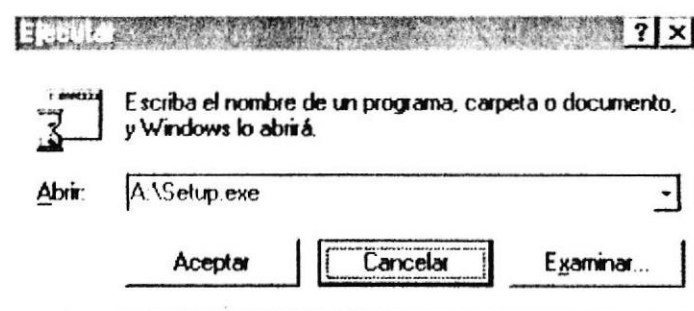 Ejecutar
Escriba el nombre de un programa, carpeta o documento,
y Windows lo abrirá.
Abrir: A:\Setup.exe
Aceptar Cancelar Examinar...